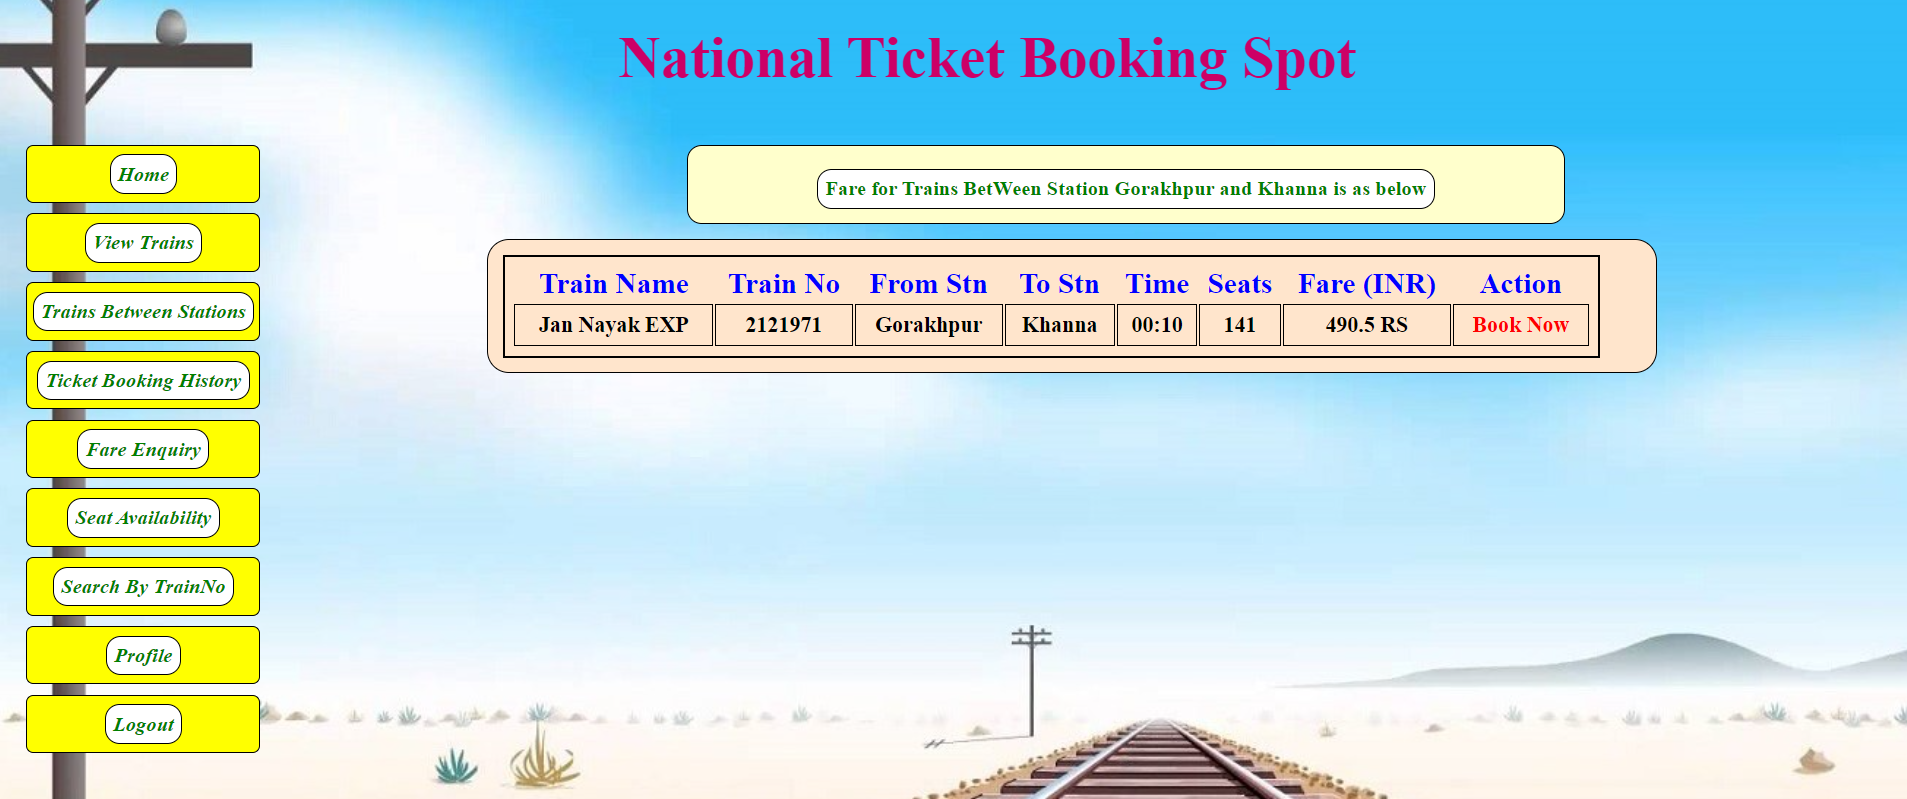 National Ticket Booking Spot
Home
View Trains
Trains Between Stations
Ticket Booking History
Fare Enquiry
Seat Availability
Search By TrainNo
Profile
Logout
Fare for Trains BetWeen Station Gorakhpur and Khanna is as below
Train Name Train No From Stn To Stn Time Seats Fare (INR) Action
Jan Nayak EXP 2121971 Gorakhpur Khanna 00:10 141 490.5 RS Book Now